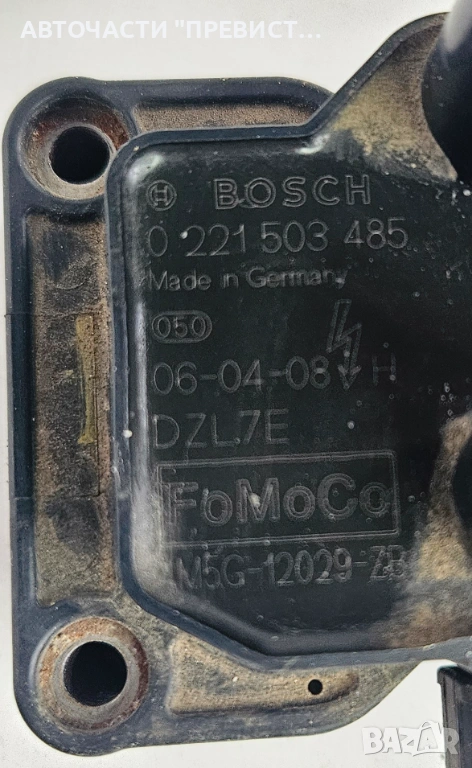 АВТОЧАСТИ "ПРЕВИСТ...
BOSCH
0 221 503 485
Made in Germany
050
06-04-08 H
DZL7E
FoMoCo
M5G-12029-ZB
BAZAR